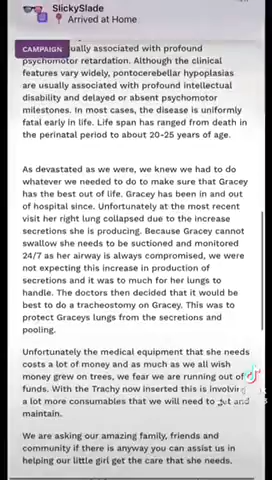 SlickySlade
Arrived at Home
CAMPAIGN
ually associated with profound
psychomotor retardation. Although the clinical
features vary widely, pontocerebellar hypoplasias
are usually associated with profound intellectual
disability and delayed or absent psychomotor
milestones. In most cases, the disease is uniformly
fatal early in life. Life span has ranged from death in
the perinatal period to about 20-25 years of age.
As devastated as we were, we knew we had to do
whatever we needed to do to make sure that Gracey
has the best out of life. Gracey has been in and out
of hospital since. Unfortunately at the most recent
visit her right lung collapsed due to the increase
secretions she is producing. Because Gracey cannot
swallow she needs to be suctioned and monitored
24/7 as her airway is always compromised, we were
not expecting this increase in production of
secretions and it was to much for her lungs to
handle. The doctors then decided that it would be
best to do a tracheostomy on Gracey. This was to
protect Graceys lungs from the secretions and
pooling.
Unfortunately the medical equipment that she needs
costs a lot of money and as much as we all wish
money grew on trees, we fear we are running out of
funds. With the Trachy now inserted this is involving
a lot more consumables that we will need to get and
maintain.
We are asking our amazing family, friends and
community if there is anyway you can assist us in
helping our little girl get the care that she needs.